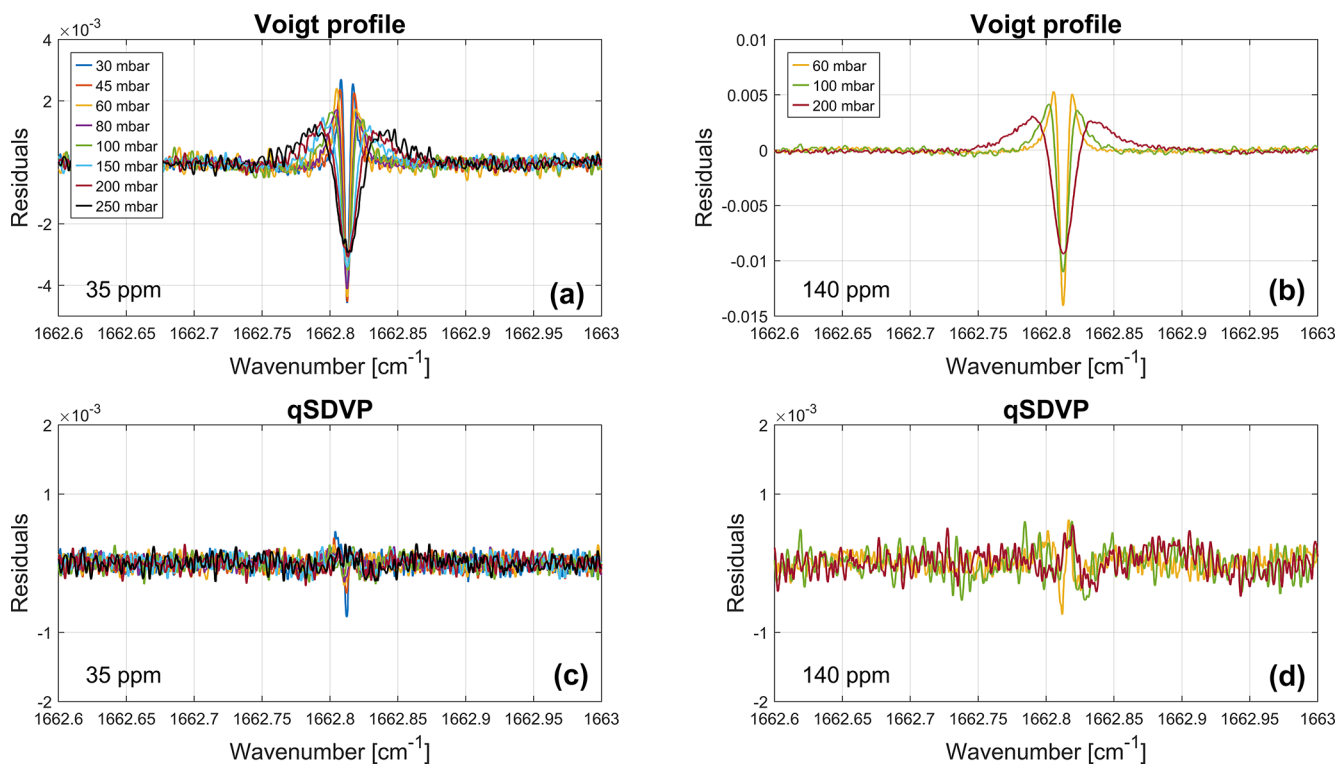 Voigt profile
×10⁻³
4
2
0
-2
-4
Residuals
30 mbar
45 mbar
60 mbar
80 mbar
100 mbar
150 mbar
200 mbar
250 mbar
35 ppm
(a)
1662.6 1662.65 1662.7 1662.75 1662.8 1662.85 1662.9 1662.95 1663
Wavenumber [cm⁻¹]
Voigt profile
0.01
0.005
0
-0.005
-0.01
-0.015
Residuals
60 mbar
100 mbar
200 mbar
140 ppm
(b)
1662.6 1662.65 1662.7 1662.75 1662.8 1662.85 1662.9 1662.95 1663
Wavenumber [cm⁻¹]
qSDVP
×10⁻³
2
1
0
-1
-2
Residuals
35 ppm
(c)
1662.6 1662.65 1662.7 1662.75 1662.8 1662.85 1662.9 1662.95 1663
Wavenumber [cm⁻¹]
qSDVP
×10⁻³
2
1
0
-1
-2
Residuals
140 ppm
(d)
1662.6 1662.65 1662.7 1662.75 1662.8 1662.85 1662.9 1662.95 1663
Wavenumber [cm⁻¹]